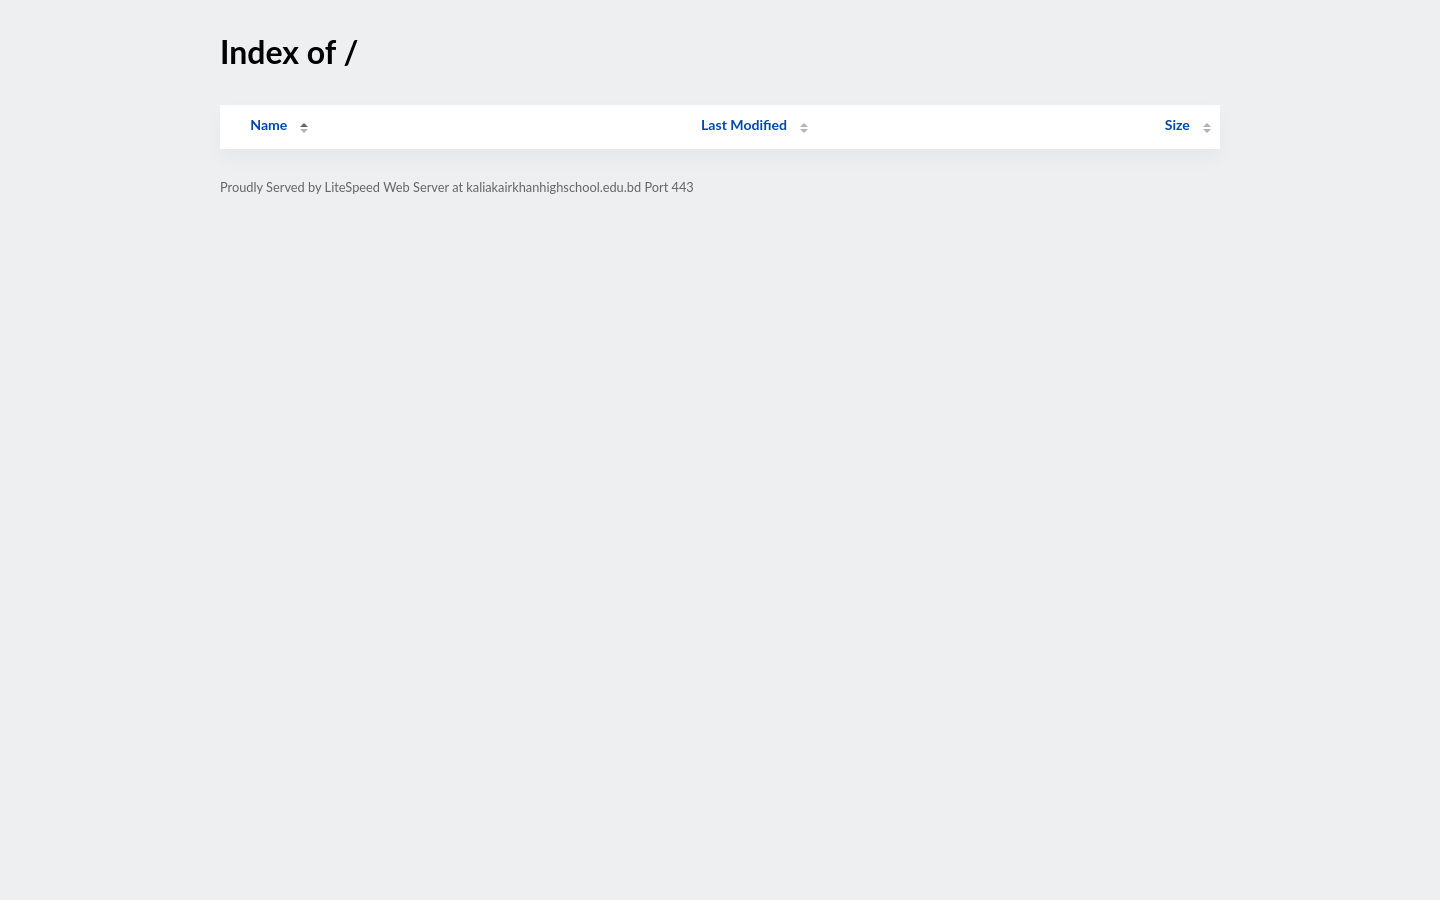 Index of /
Name Last Modified Size
Proudly Served by LiteSpeed Web Server at kaliakairkhanhighschool.edu.bd Port 443